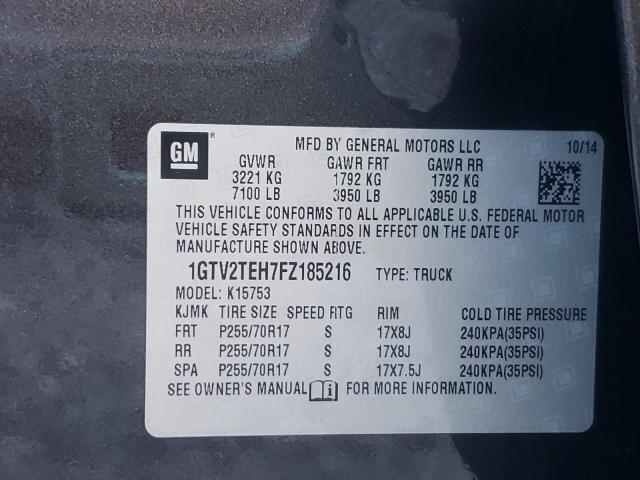 GM
MFD BY GENERAL MOTORS LLC 10/14
GVWR GAWR FRT GAWR RR
3221 KG 1792 KG 1792 KG
7100 LB 3950 LB 3950 LB
THIS VEHICLE CONFORMS TO ALL APPLICABLE U.S. FEDERAL MOTOR
VEHICLE SAFETY STANDARDS IN EFFECT ON THE DATE OF
MANUFACTURE SHOWN ABOVE.
1GTV2TEH7FZ185216 TYPE: TRUCK
MODEL: K15753
KJMK TIRE SIZE SPEED FITG RIM COLD TIRE PRESSURE
FRT P255/70R17 S 17X8J 240KPA(35PSI)
RR P255/70R17 S 17X8J 240KPA(35PSI)
SPA P255/70R17 S 17X7.5J 240KPA(35PSI)
SEE OWNER'S MANUAL FOR MORE INFORMATION.